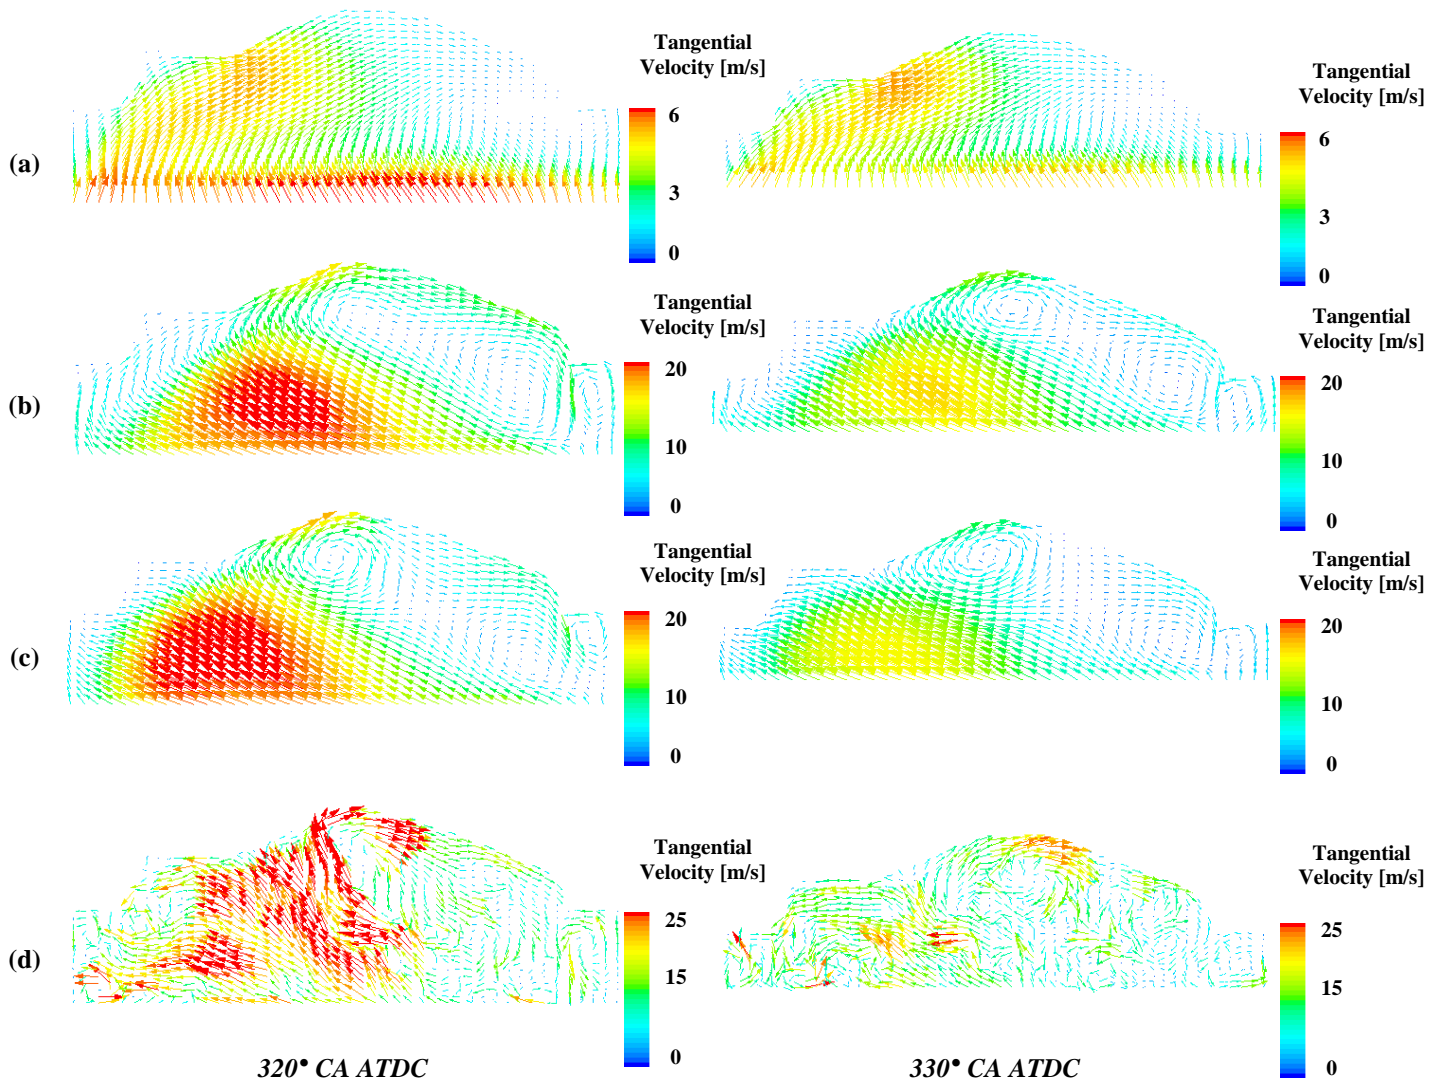 Tangential
Velocity [m/s]
6
3
0
Tangential
Velocity [m/s]
6
3
0
(a)
Tangential
Velocity [m/s]
20
10
0
Tangential
Velocity [m/s]
20
10
0
(b)
Tangential
Velocity [m/s]
20
10
0
Tangential
Velocity [m/s]
20
10
0
(c)
Tangential
Velocity [m/s]
25
15
0
Tangential
Velocity [m/s]
25
15
0
(d)
320• CA ATDC
330• CA ATDC